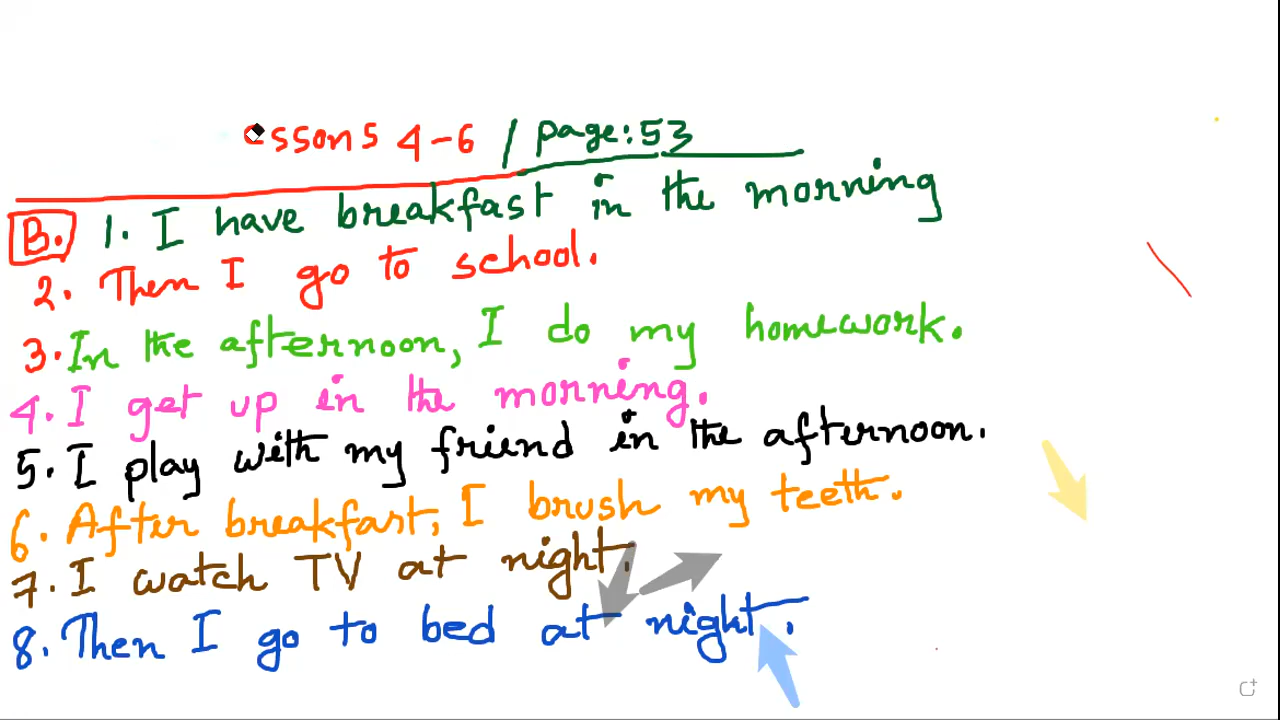 essons 4-6 / page: 53
B. 1. I have breakfast in the morning
2. Then I go to school.
3. In the afternoon, I do my homework.
4. I get up in the morning.
5. I play with my friend in the afternoon.
6. After breakfast, I brush my teeth.
7. I watch TV at night.
8. Then I go to bed at night.